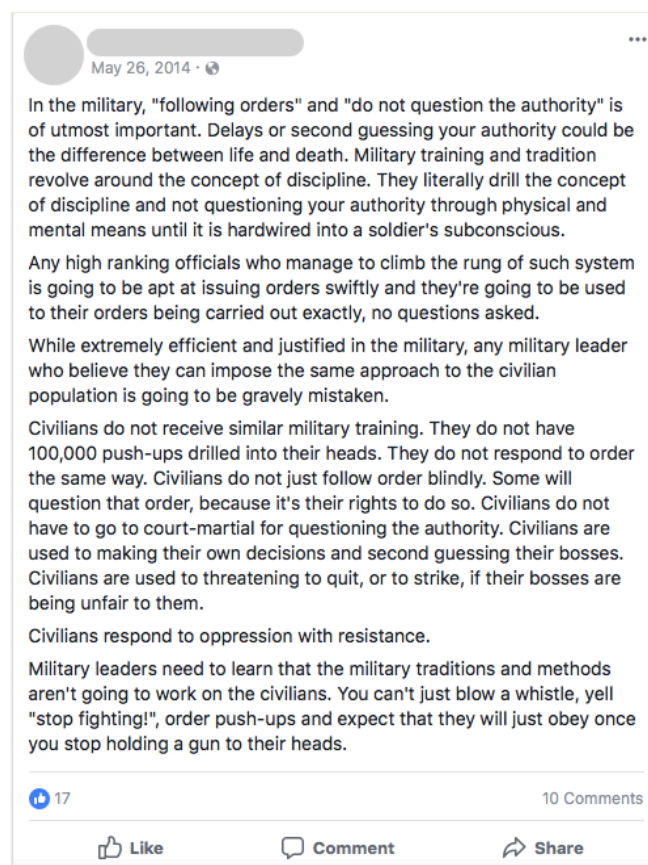 May 26, 2014 ·
In the military, "following orders" and "do not question the authority" is
of utmost important. Delays or second guessing your authority could be
the difference between life and death. Military training and tradition
revolve around the concept of discipline. They literally drill the concept
of discipline and not questioning your authority through physical and
mental means until it is hardwired into a soldier's subconscious.
Any high ranking officials who manage to climb the rung of such system
is going to be apt at issuing orders swiftly and they're going to be used
to their orders being carried out exactly, no questions asked.
While extremely efficient and justified in the military, any military leader
who believe they can impose the same approach to the civilian
population is going to be gravely mistaken.
Civilians do not receive similar military training. They do not have
100,000 push-ups drilled into their heads. They do not respond to order
the same way. Civilians do not just follow order blindly. Some will
question that order, because it's their rights to do so. Civilians do not
have to go to court-martial for questioning the authority. Civilians are
used to making their own decisions and second guessing their bosses.
Civilians are used to threatening to quit, or to strike, if their bosses are
being unfair to them.
Civilians respond to oppression with resistance.
Military leaders need to learn that the military traditions and methods
aren't going to work on the civilians. You can't just blow a whistle, yell
"stop fighting!", order push-ups and expect that they will just obey once
you stop holding a gun to their heads.
17
10 Comments
Like
Comment
Share